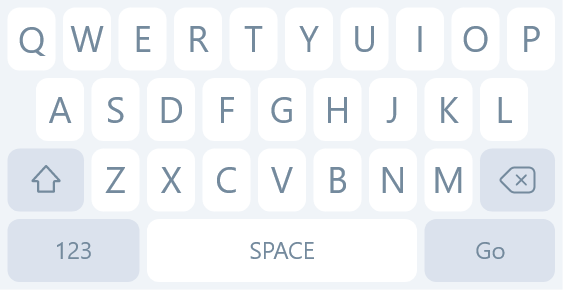 Q W E R T Y U I O P
A S D F G H J K L
Z X C V B N M
123 SPACE Go